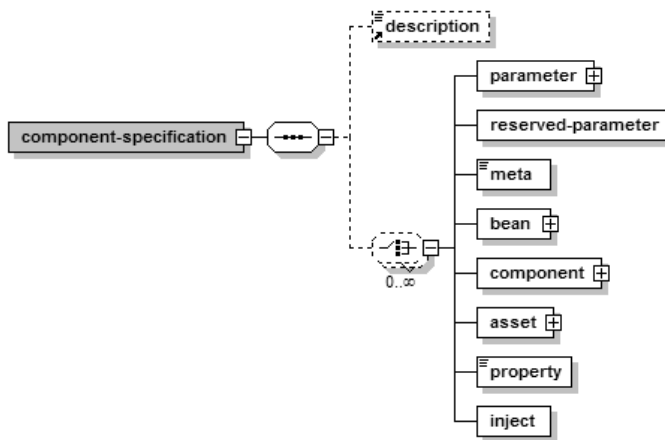 description
component-specification
parameter
reserved-parameter
meta
bean
component
asset
property
inject
0..∞